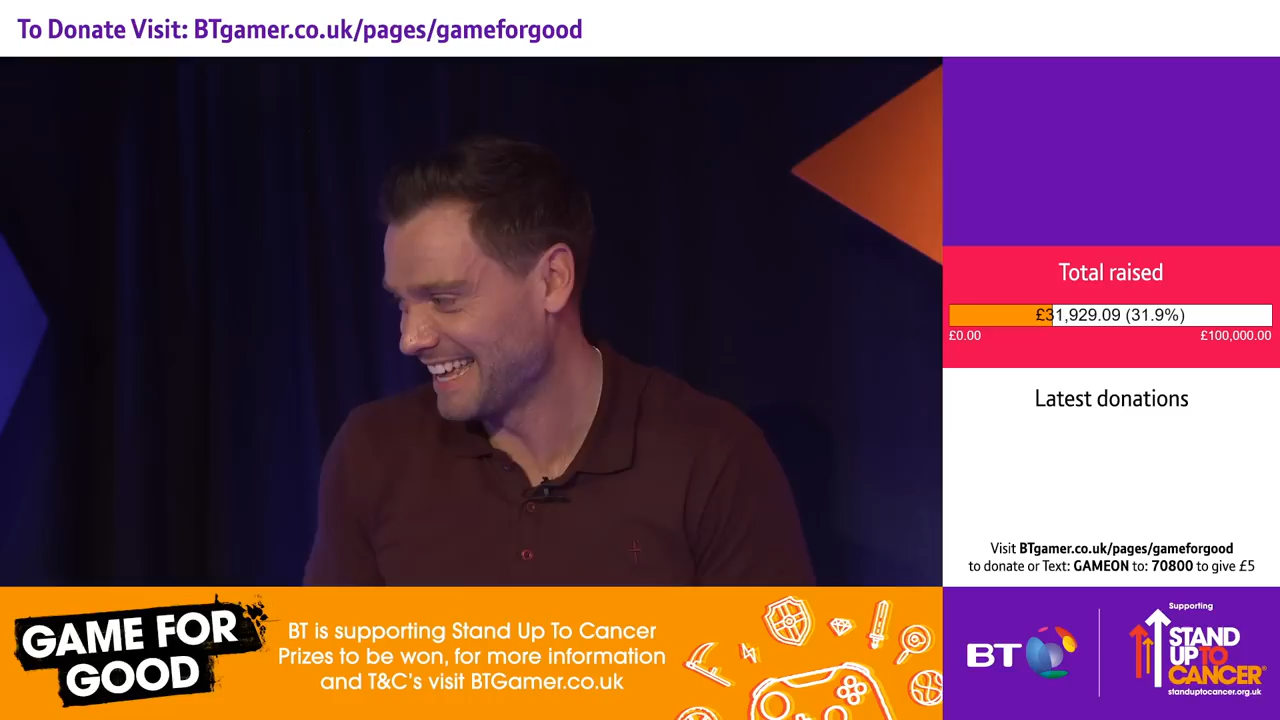 To Donate Visit: BTgamer.co.uk/pages/gameforgood
Total raised
£31,929.09 (31.9%)
£0.00
£100,000.00
Latest donations
Visit BTgamer.co.uk/pages/gameforgood
to donate or Text: GAMEON to: 70800 to give £5
GAME FOR
GOOD
BT is supporting Stand Up To Cancer
Prizes to be won, for more information
and T&C's visit BTGamer.co.uk
BT
Supporting
STAND
UP TO
CANCER
standuptocancer.org.uk